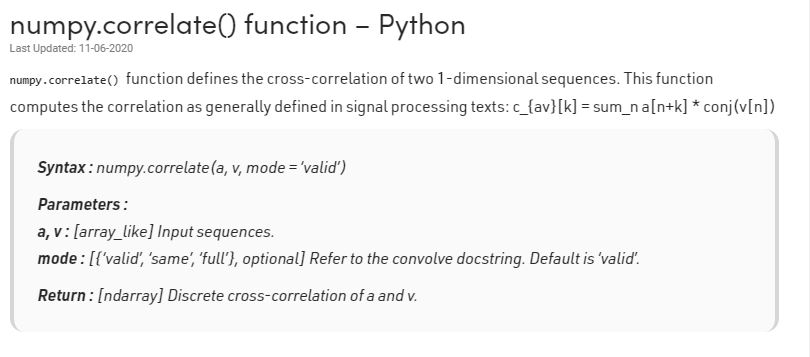 numpy.correlate() function – Python
Last Updated: 11-06-2020
numpy.correlate() function defines the cross-correlation of two 1-dimensional sequences. This function
computes the correlation as generally defined in signal processing texts: c_{av}[k] = sum_n a[n+k] * conj(v[n])
Syntax : numpy.correlate(a, v, mode = ‘valid’)
Parameters :
a, v : [array_like] Input sequences.
mode : [{‘valid’, ‘same’, ‘full’}, optional] Refer to the convolve docstring. Default is ‘valid’.
Return : [ndarray] Discrete cross-correlation of a and v.